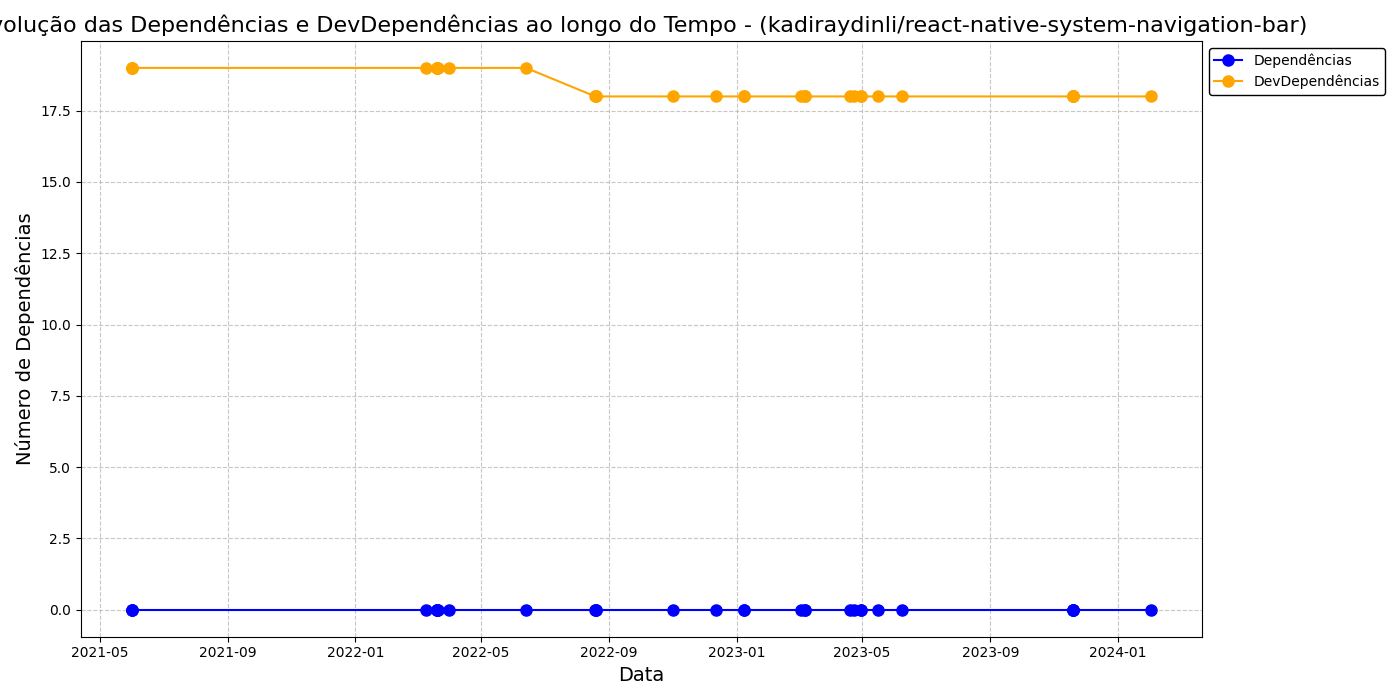 volução das Dependências e DevDependências ao longo do Tempo - (kadiraydinli/react-native-system-navigation-bar)
Dependências
DevDependências
Número de Dependências
17.5
15.0
12.5
10.0
7.5
5.0
2.5
0.0
2021-05 2021-09 2022-01 2022-05 2022-09 2023-01 2023-05 2023-09 2024-01
Data